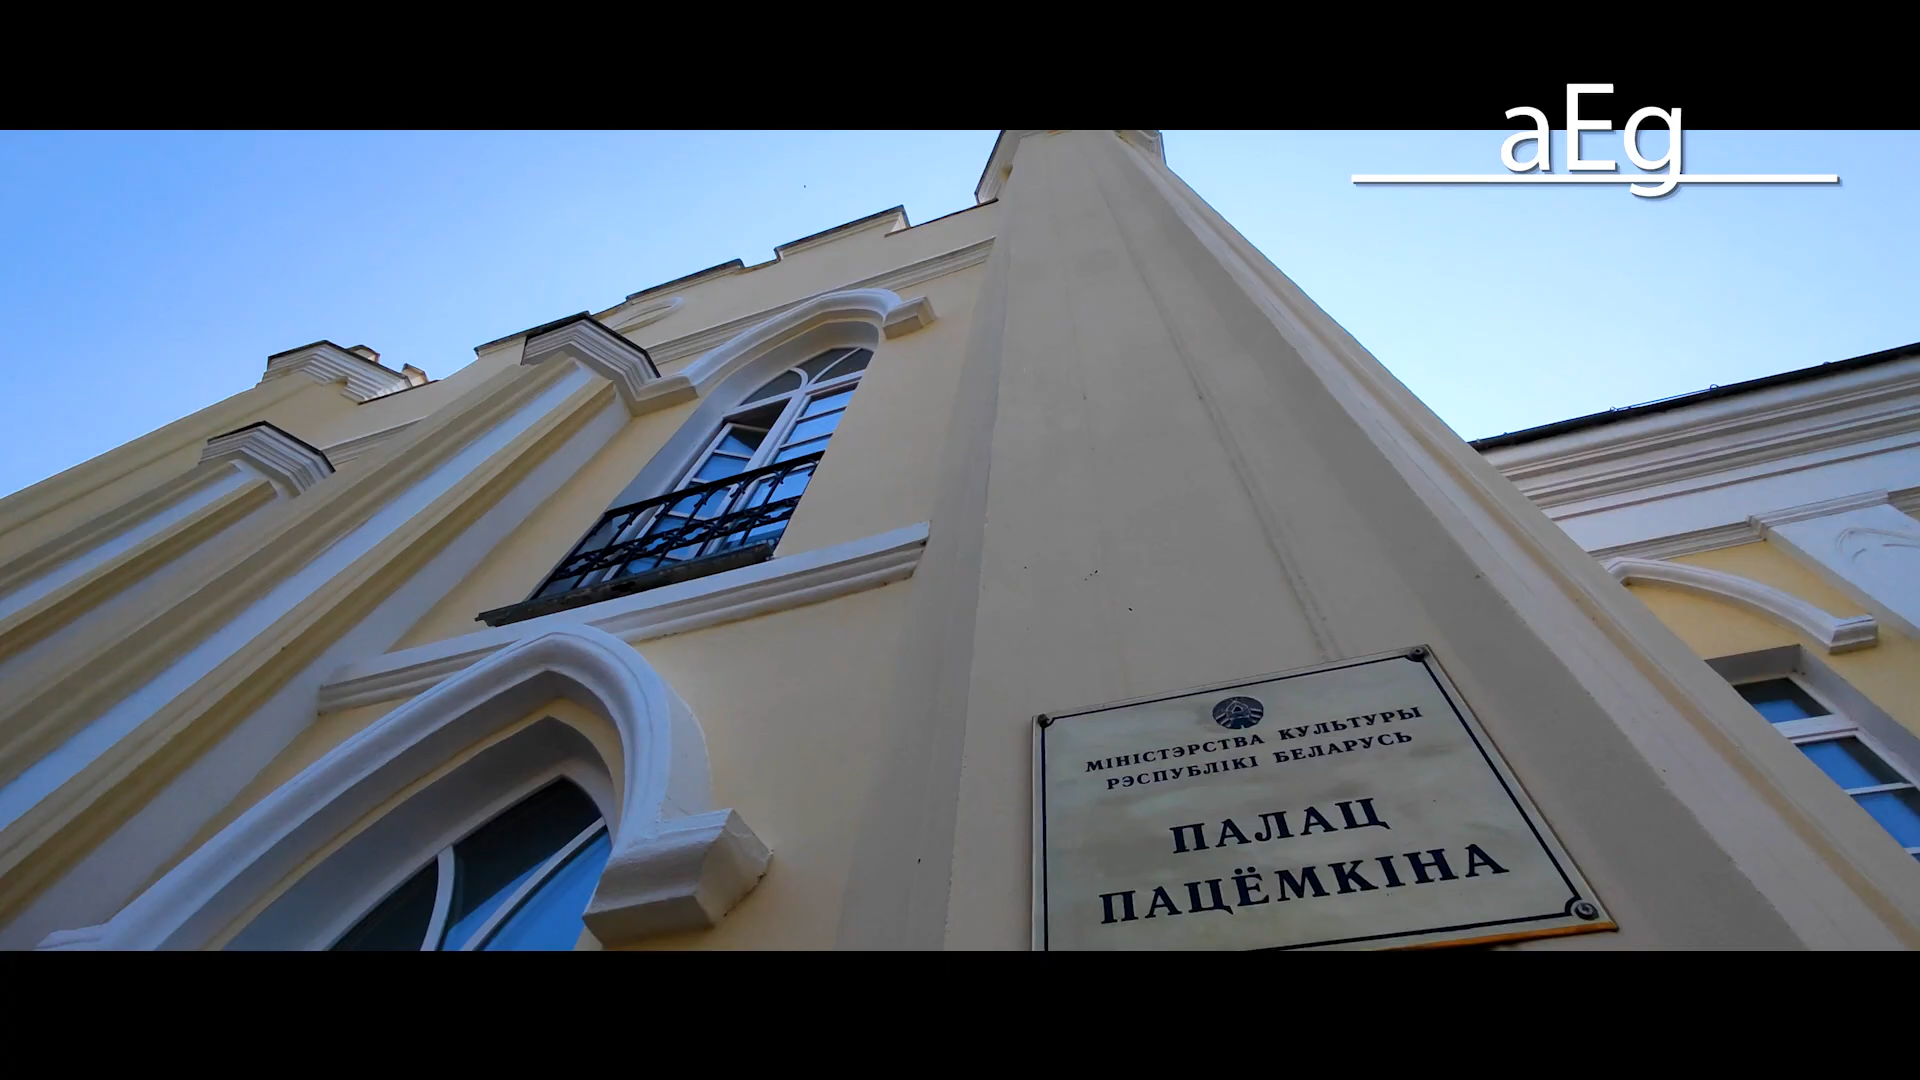 aEg
МІНІСТЭРСТВА КУЛЬТУРЫ
РЭСПУБЛІКІ БЕЛАРУСЬ
ПАЛАЦ
ПАЦЁМКІНА